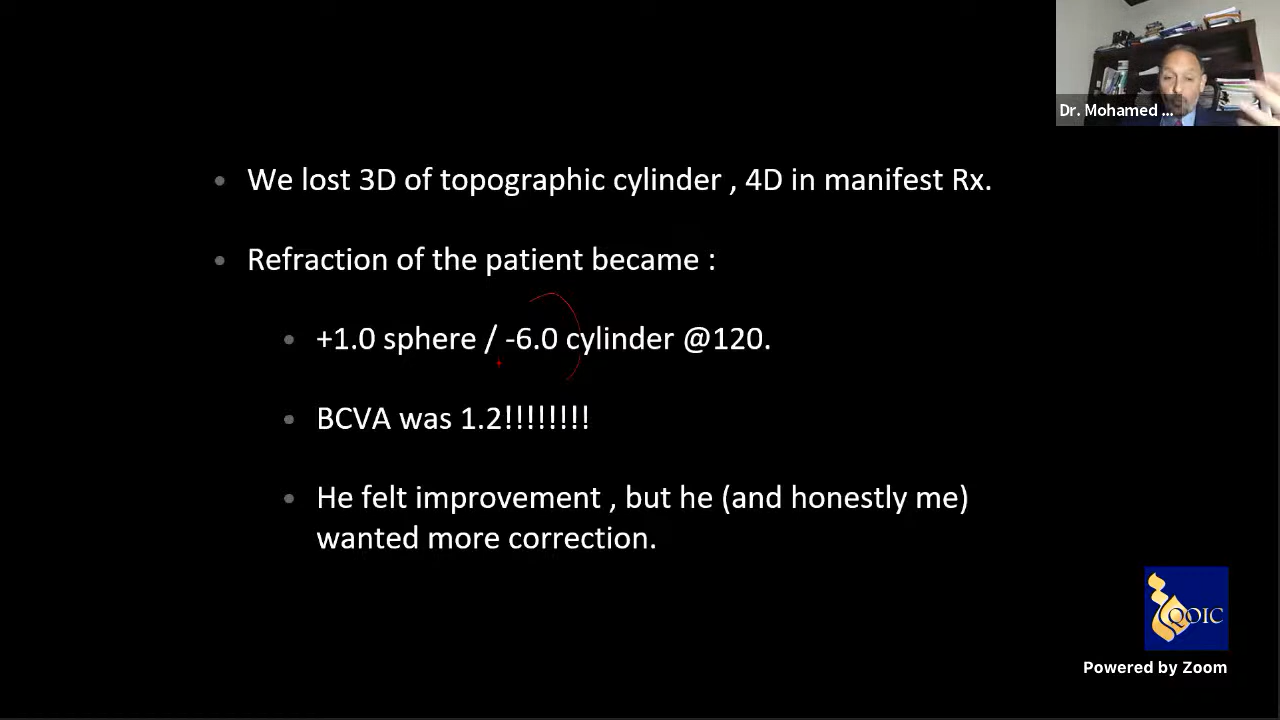 Dr. Mohamed ...
We lost 3D of topographic cylinder , 4D in manifest Rx.
Refraction of the patient became :
+1.0 sphere / -6.0 cylinder @120.
BCVA was 1.2!!!!!!!!
He felt improvement , but he (and honestly me)
wanted more correction.
QOIC
Powered by Zoom